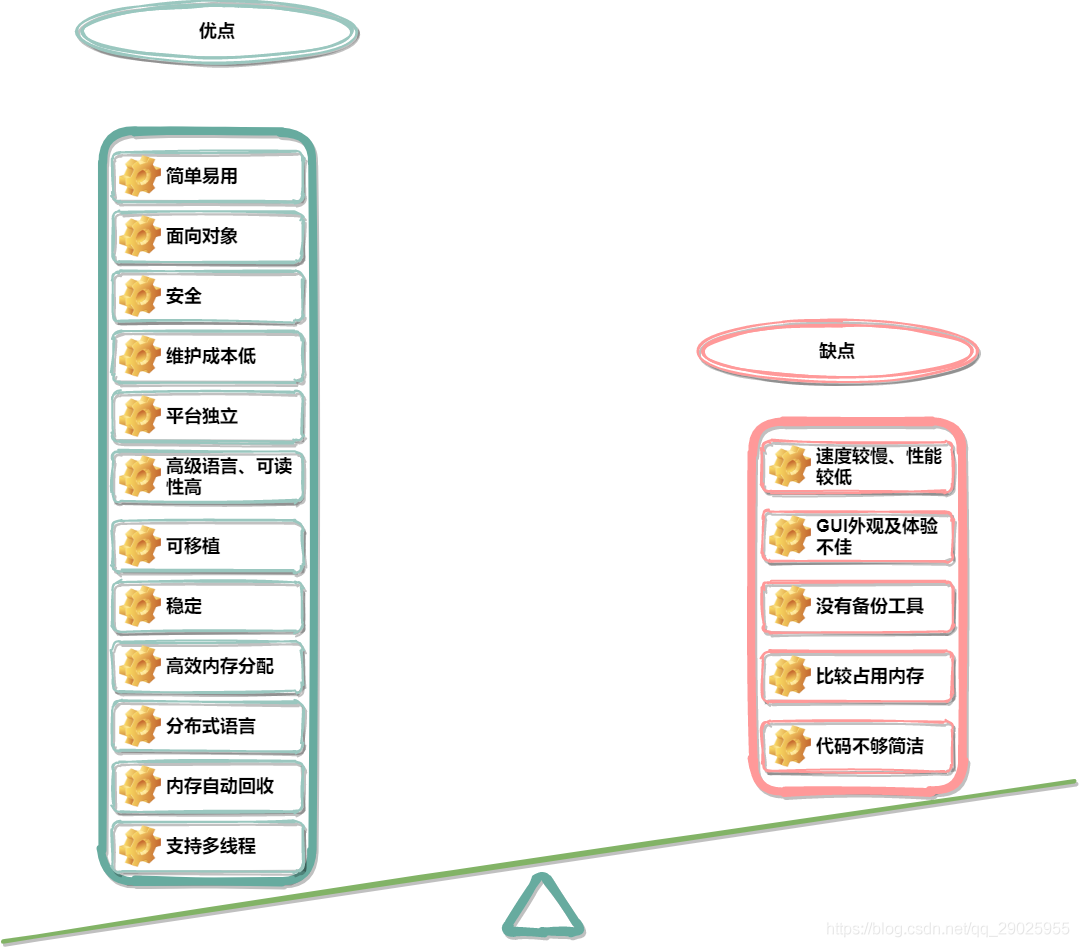 优点
简单易用
面向对象
安全
维护成本低
平台独立
高级语言、可读
性高
可移植
稳定
高效内存分配
分布式语言
内存自动回收
支持多线程
缺点
速度较慢、性能
较低
GUI外观及体验
不佳
没有备份工具
比较占用内存
代码不够简洁
https://blog.csdn.net/qq_29025955